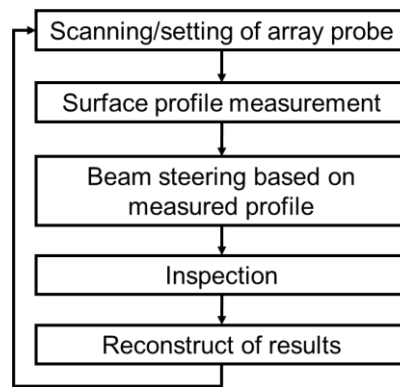 Scanning/setting of array probe
Surface profile measurement
Beam steering based on
measured profile
Inspection
Reconstruct of results